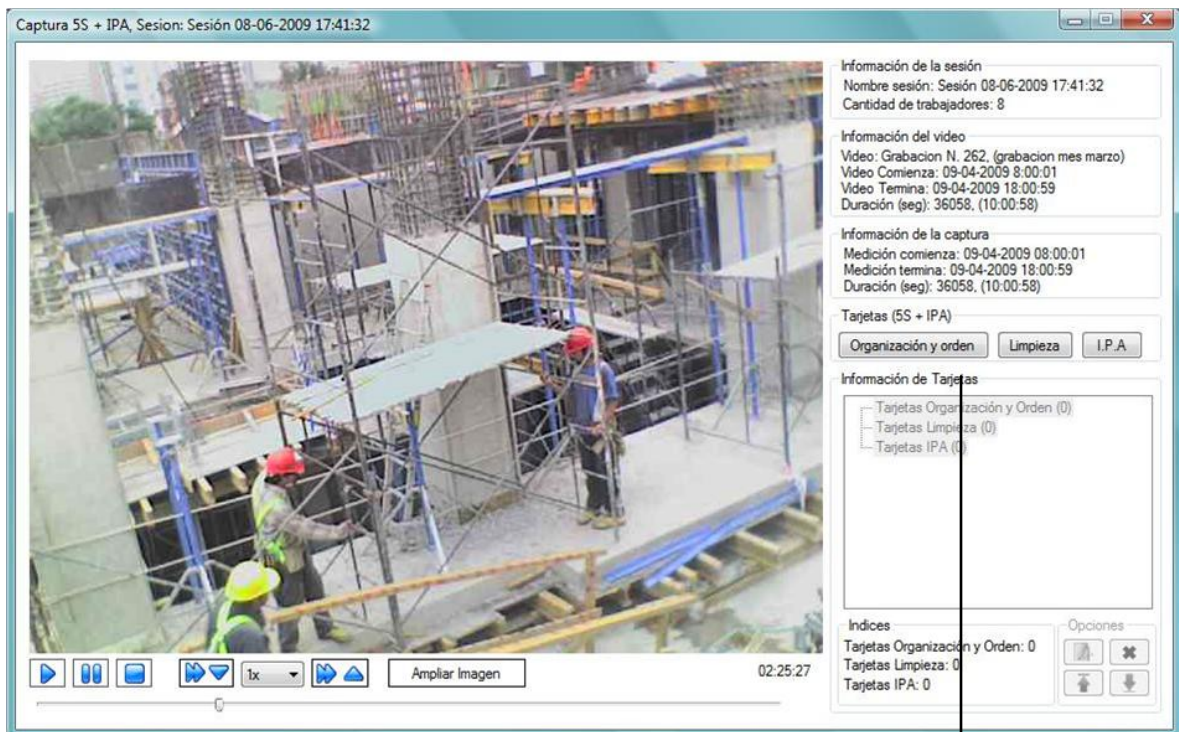 Captura 5S + IPA, Sesion: Sesión 08-06-2009 17:41:32
Información de la sesión
Nombre sesión: Sesión 08-06-2009 17:41:32
Cantidad de trabajadores: 8
Información del video
Video: Grabacion N. 262, (grabacion mes marzo)
Video Comienza: 09-04-2009 8:00:01
Video Termina: 09-04-2009 18:00:59
Duración (seg): 36058, (10:00:58)
Información de la captura
Medición comienza: 09-04-2009 08:00:01
Medición termina: 09-04-2009 18:00:59
Duración (seg): 36058, (10:00:58)
Tarjetas (5S + IPA)
Organización y orden Limpieza I.P.A
Información de Tarjetas
Tarjetas Organización y Orden (0)
Tarjetas Limpieza (0)
Tarjetas IPA (0)
Indices
Tarjetas Organización y Orden: 0
Tarjetas Limpieza: 0
Tarjetas IPA: 0
Opciones
1x
Ampliar Imagen
02:25:27